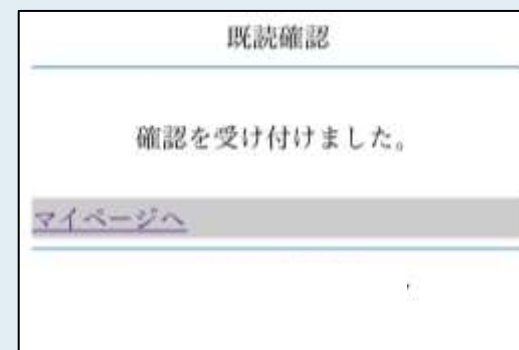 既読確認
確認を受け付けました。
マイページへ